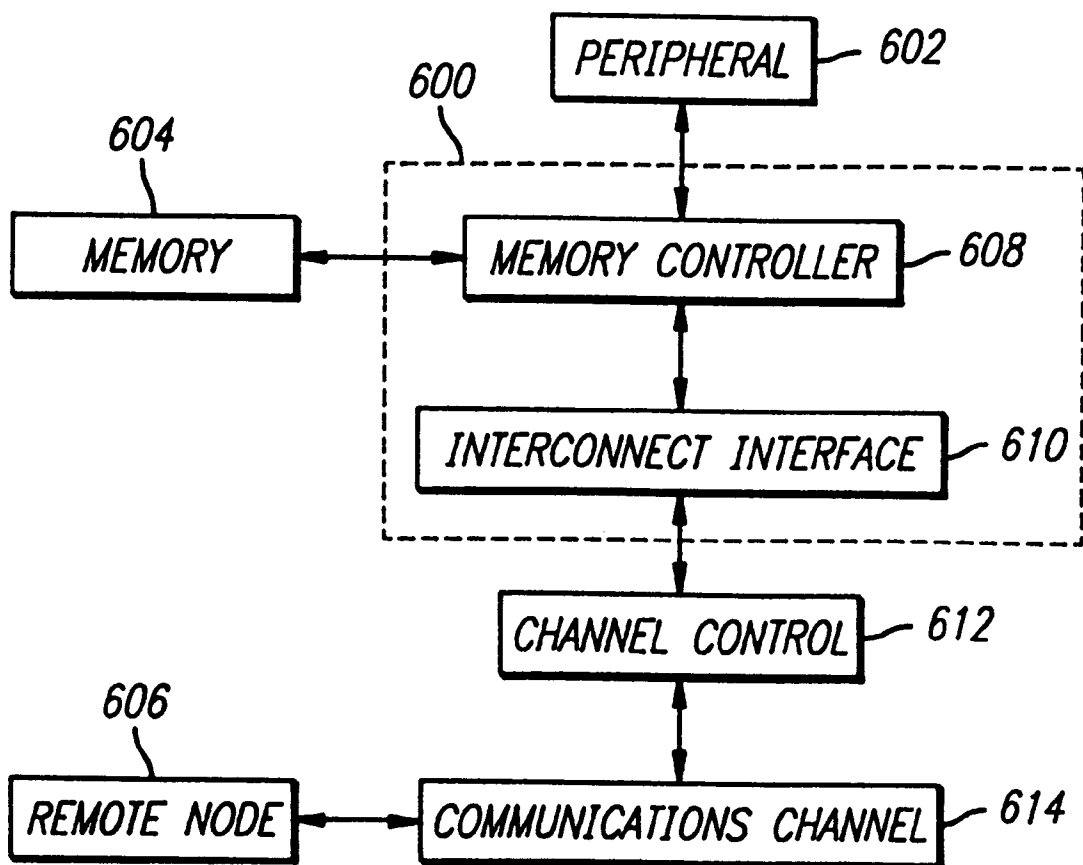 PERIPHERAL
602
600
604
MEMORY
MEMORY CONTROLLER
608
INTERCONNECT INTERFACE
610
CHANNEL CONTROL
612
606
REMOTE NODE
COMMUNICATIONS CHANNEL
614